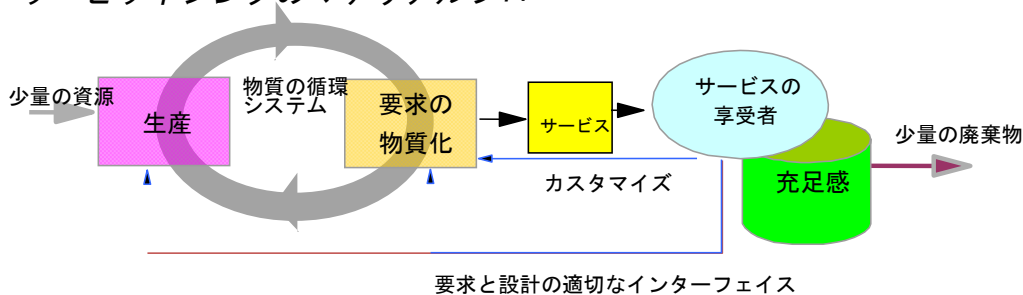 少量の資源
生産
物質の循環
システム
要求の
物質化
サービス
サービスの
享受者
充足感
少量の廃棄物
カスタマイズ
要求と設計の適切なインターフェイス